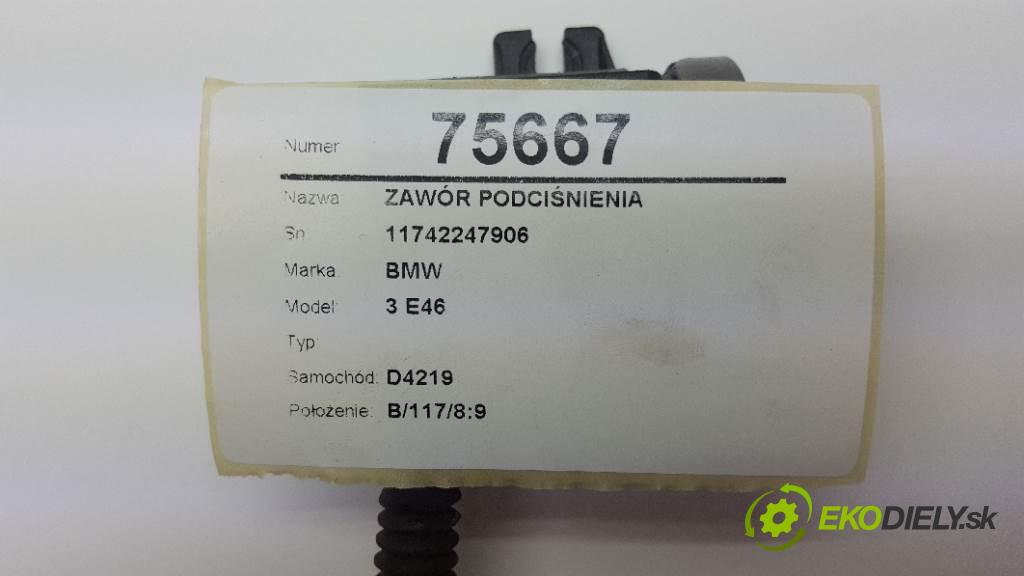 Numer 75667
Nazwa ZAWÓR PODCIŚNIENIA
Sn 11742247906
Marka: BMW
Model: 3 E46
Typ:
Samochód: D4219
Położenie: B/117/8:9
EKODIELY.sk